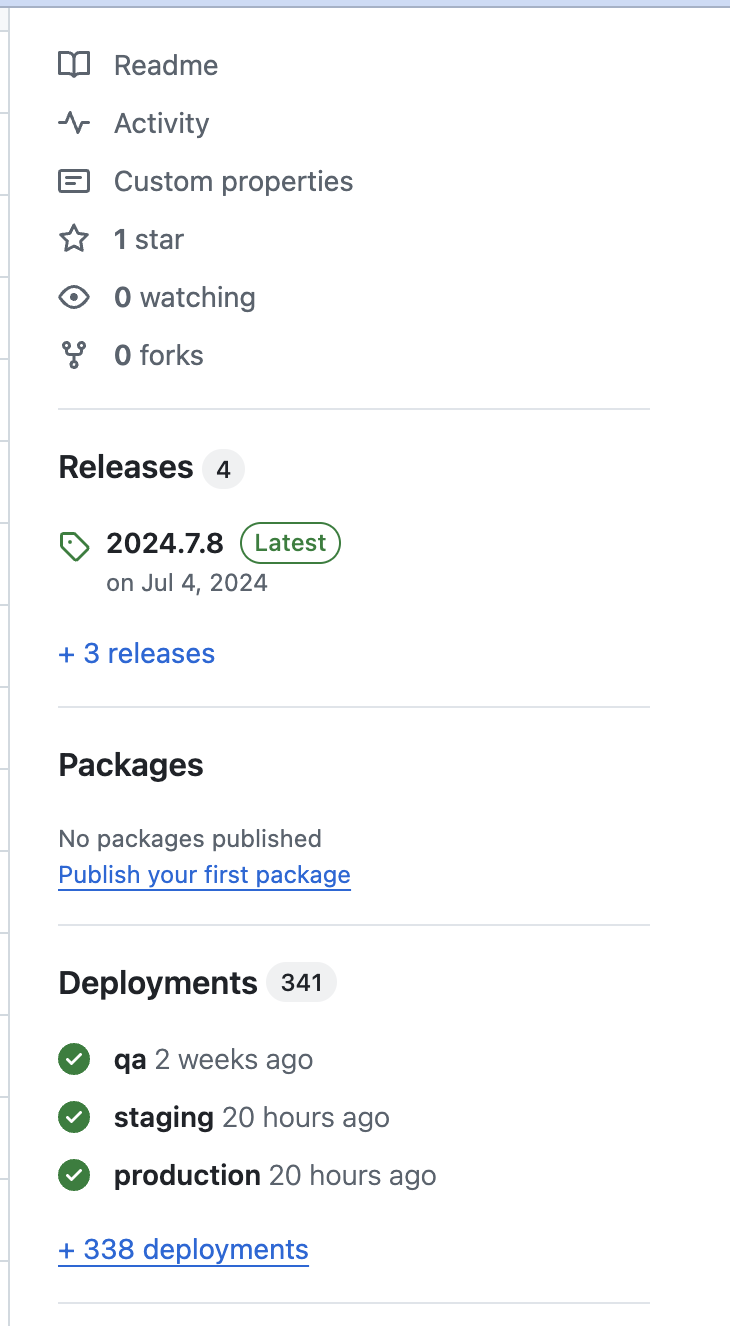 Readme
Activity
Custom properties
1 star
0 watching
0 forks
Releases 4
2024.7.8 Latest
on Jul 4, 2024
+ 3 releases
Packages
No packages published
Publish your first package
Deployments 341
qa 2 weeks ago
staging 20 hours ago
production 20 hours ago
+ 338 deployments